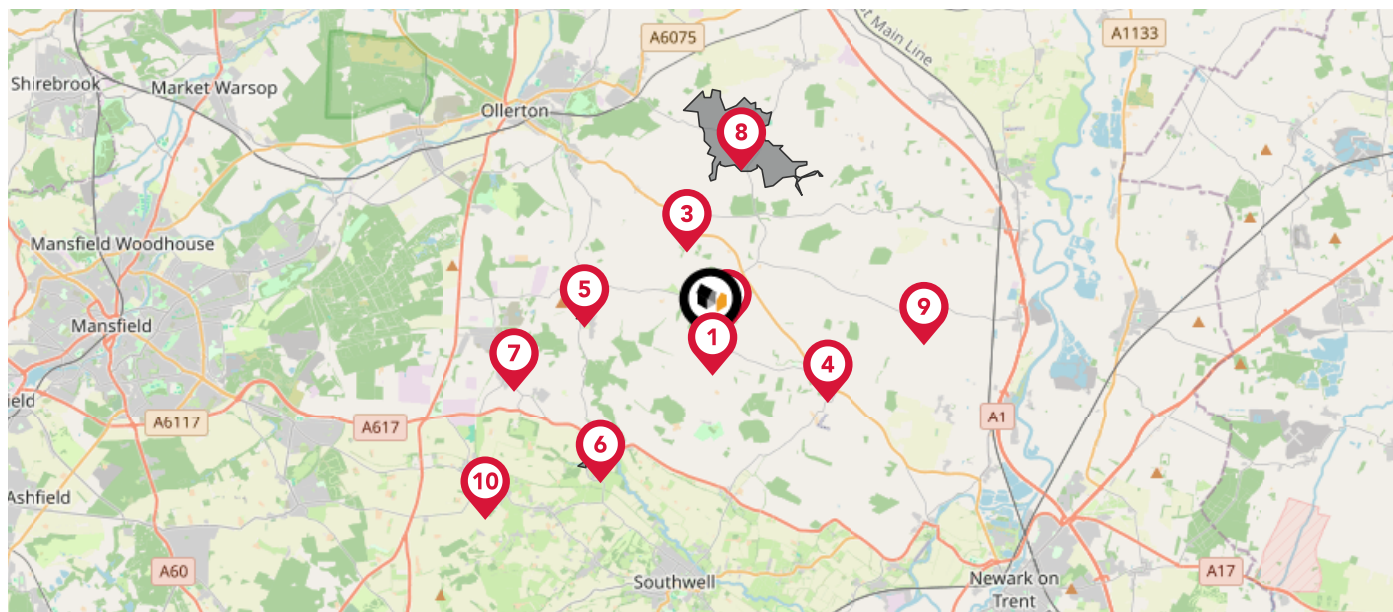 A6075
A1133
t Main Line
Shirebrook
Market Warsop
Ollerton
8
3
Mansfield Woodhouse
5
9
Mansfield
1
7
4
A6117
A617
A1
6
10
Ashfield
ield
A60
A17
Southwell
Newark on
Trent